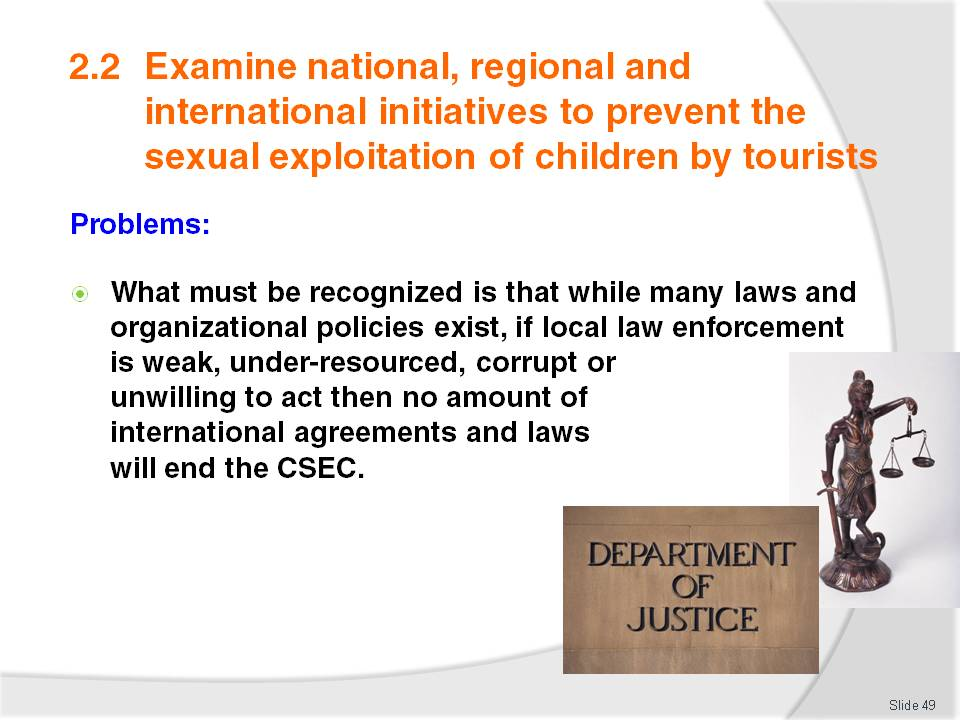 2.2 Examine national, regional and
international initiatives to prevent the
sexual exploitation of children by tourists
Problems:
What must be recognized is that while many laws and
organizational policies exist, if local law enforcement
is weak, under-resourced, corrupt or
unwilling to act then no amount of
international agreements and laws
will end the CSEC.
DEPARTMENT
OF
JUSTICE
Slide 49